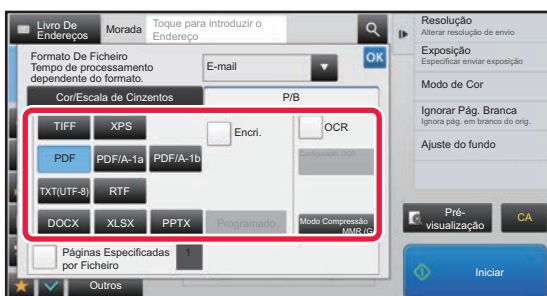 Livro De
Endereços
Morada
Toque para introduzir o
Endereço
Formato De Ficheiro
Tempo de processamento
dependente do formato.
E-mail
OK
Cor/Escala de Cinzentos
P/B
TIFF
XPS
Encri.
OCR
PDF
PDF/A-1a
PDF/A-1b
Configuração OCR
TXT(UTF-8)
RTF
DOCX
XLSX
PPTX
Programado
Modo Compressão
MMR (G
Páginas Especificadas
por Ficheiro
1
Outros
Resolução
Alterar resolução de envio
Exposição
Especificar enviar exposição
Modo de Cor
Ignorar Pág. Branca
Ignora pág. em branco do orig.
Ajuste do fundo
Pré-
visualização
CA
Iniciar